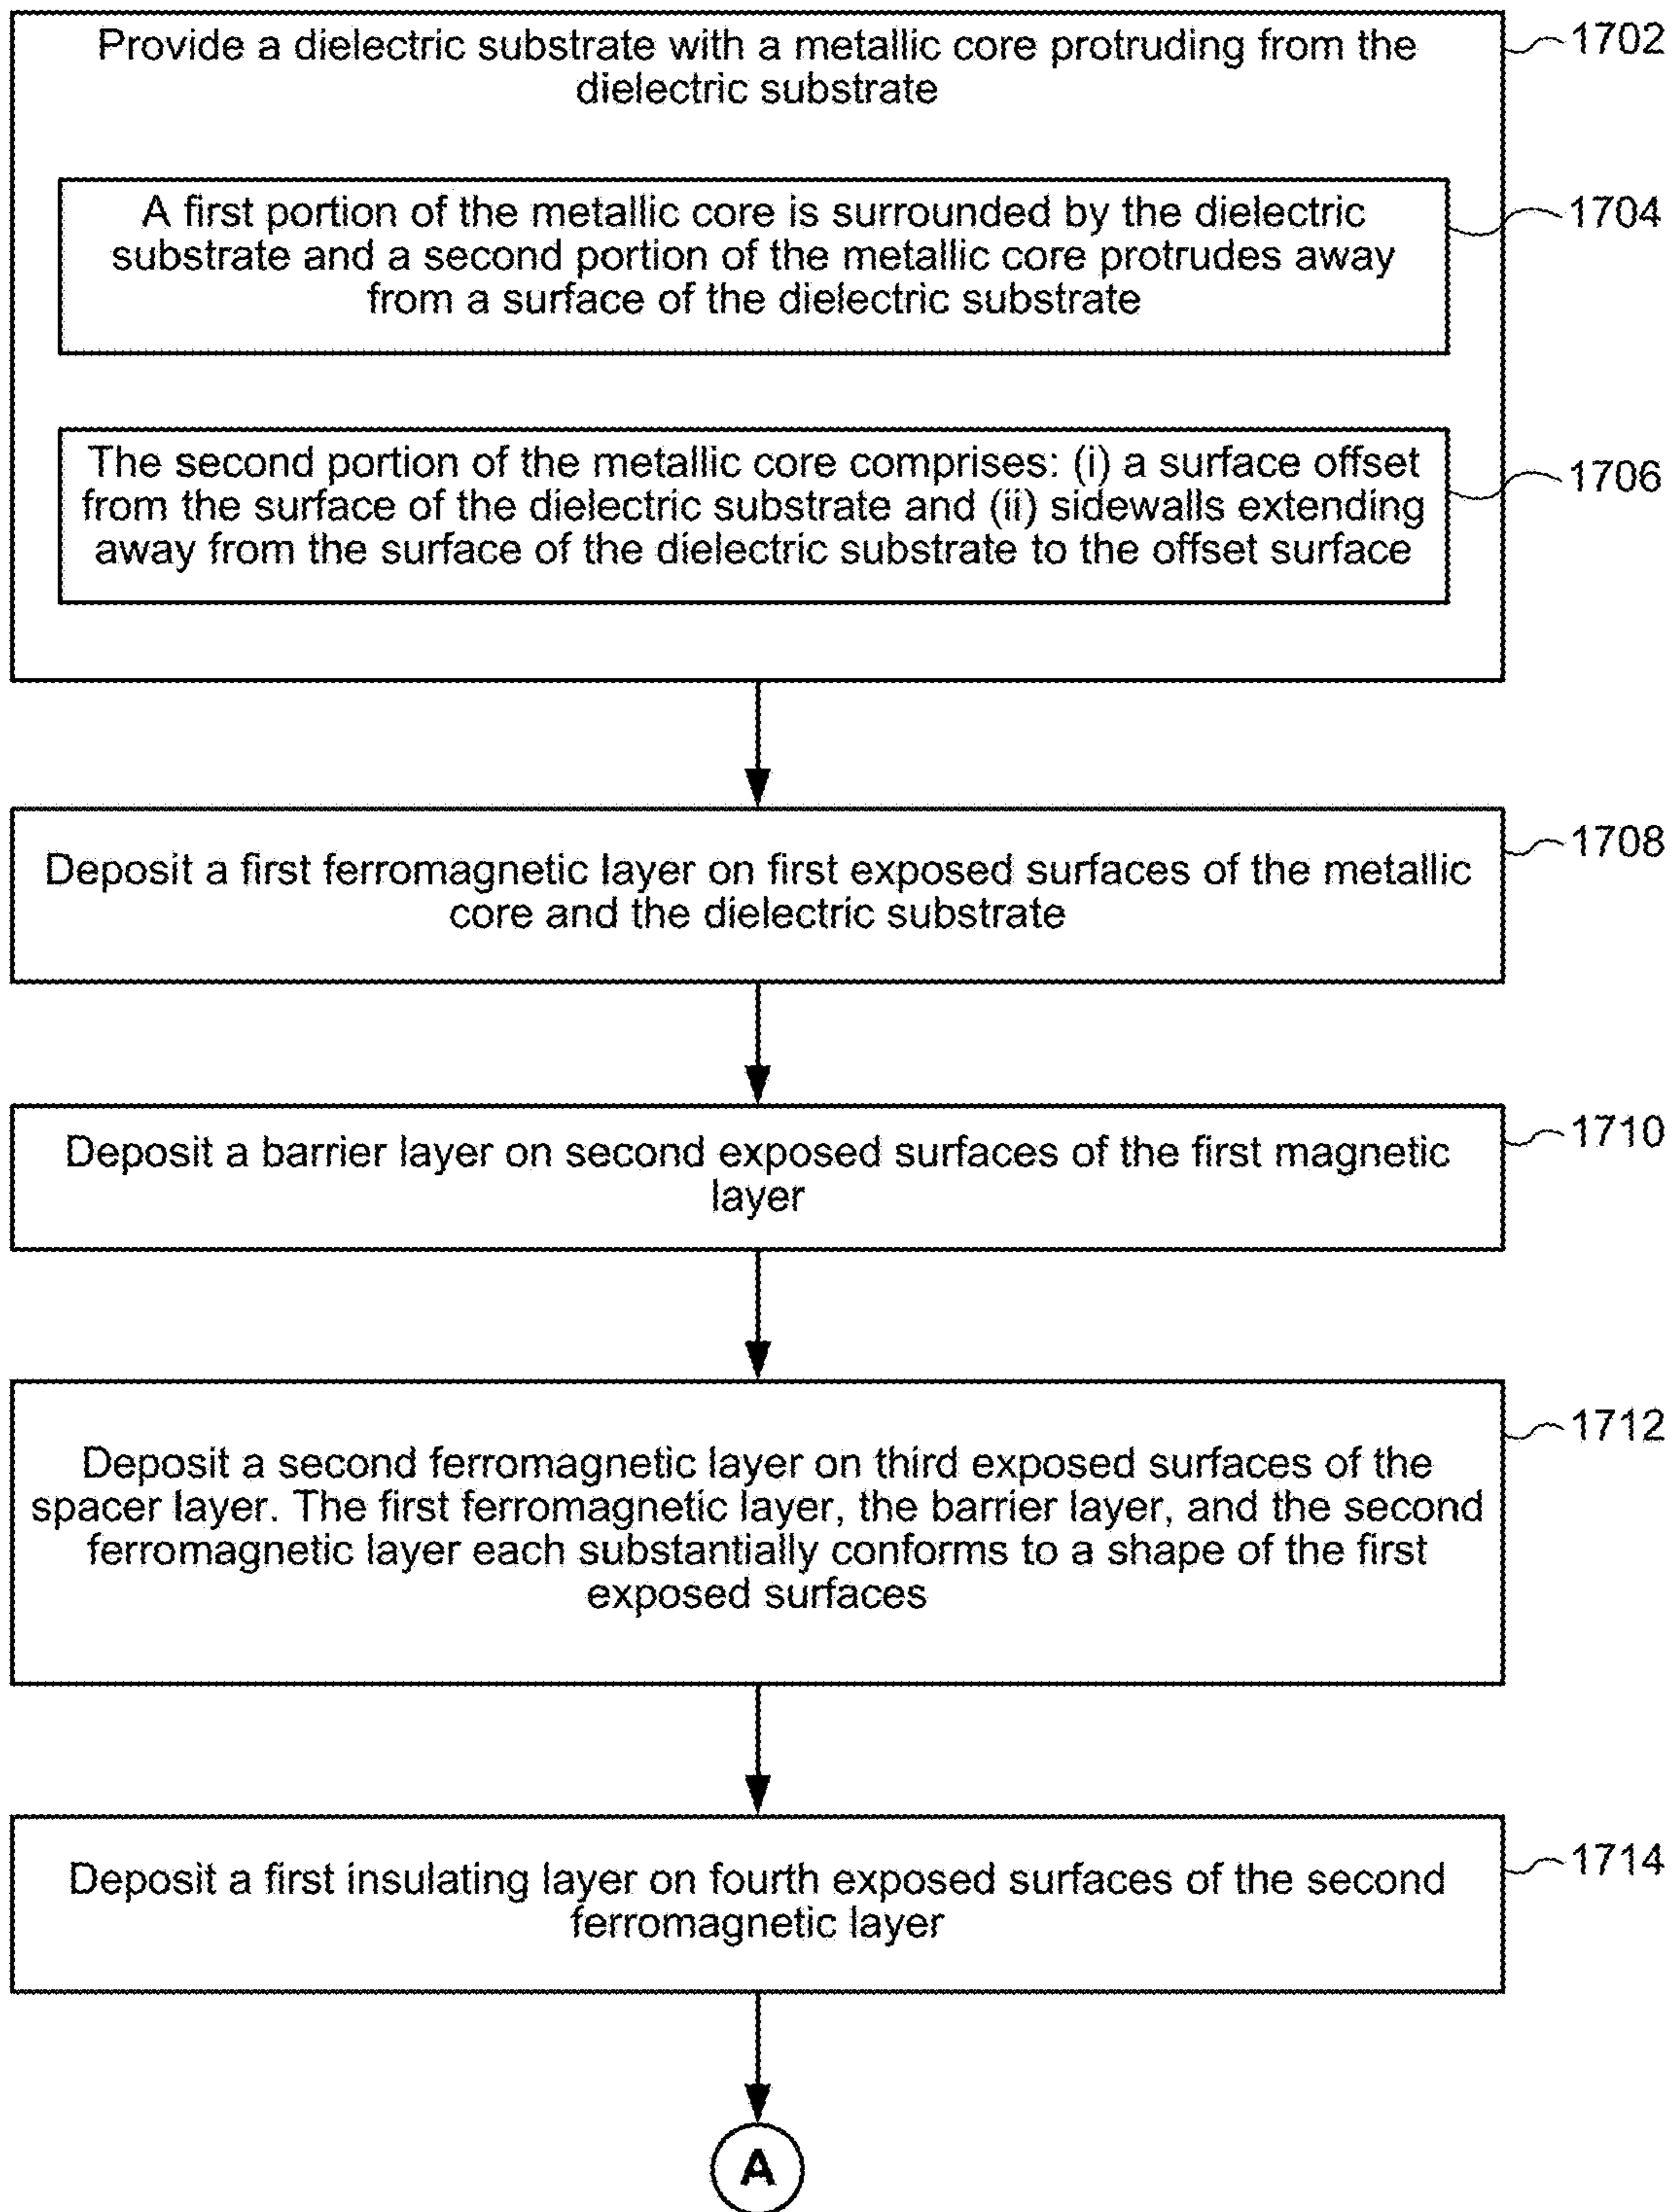 Provide a dielectric substrate with a metallic core protruding from the
dielectric substrate
1702
A first portion of the metallic core is surrounded by the dielectric
substrate and a second portion of the metallic core protrudes away
from a surface of the dielectric substrate
1704
The second portion of the metallic core comprises: (i) a surface offset
from the surface of the dielectric substrate and (ii) sidewalls extending
away from the surface of the dielectric substrate to the offset surface
1706
Deposit a first ferromagnetic layer on first exposed surfaces of the metallic
core and the dielectric substrate
1708
Deposit a barrier layer on second exposed surfaces of the first magnetic
layer
1710
Deposit a second ferromagnetic layer on third exposed surfaces of the
spacer layer. The first ferromagnetic layer, the barrier layer, and the second
ferromagnetic layer each substantially conforms to a shape of the first
exposed surfaces
1712
Deposit a first insulating layer on fourth exposed surfaces of the second
ferromagnetic layer
1714
A